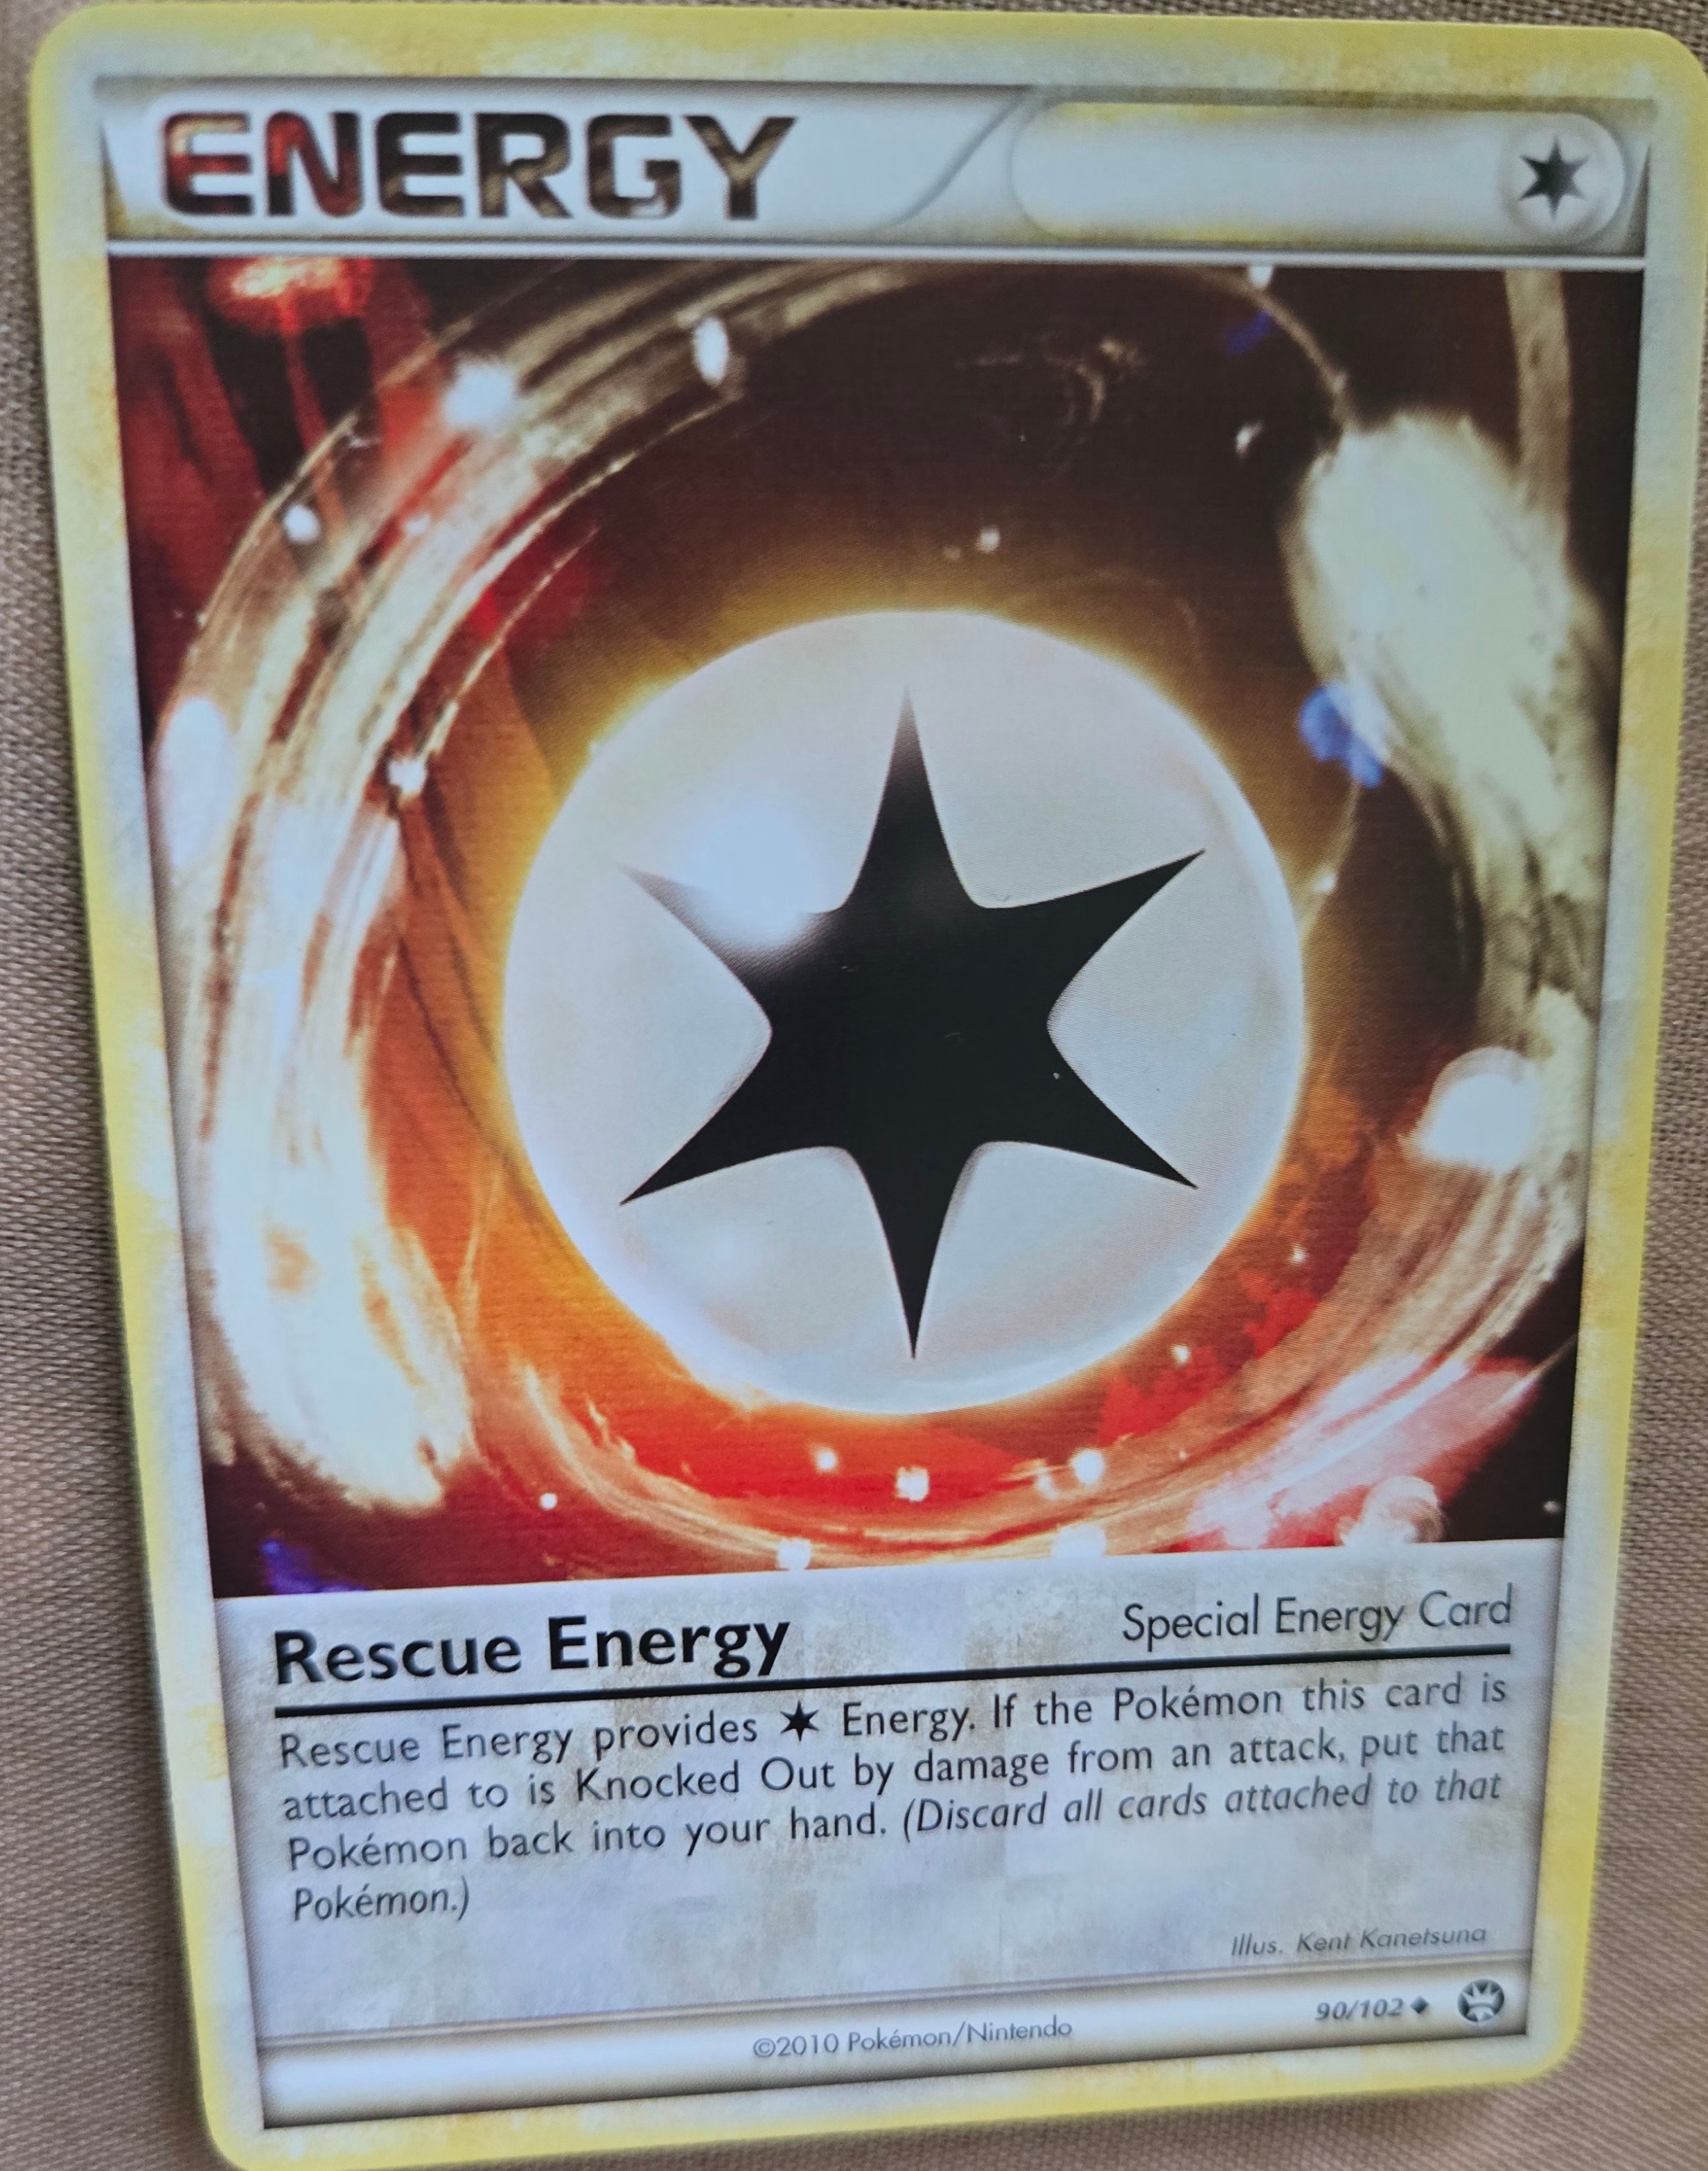 ENERGY
Rescue Energy
Special Energy Card
Rescue Energy provides ✶ Energy. If the Pokémon this card is
attached to is Knocked Out by damage from an attack, put that
Pokémon back into your hand. (Discard all cards attached to that
Pokémon.)
Illus. Kent Kanetsuna
90/102
©2010 Pokémon/Nintendo